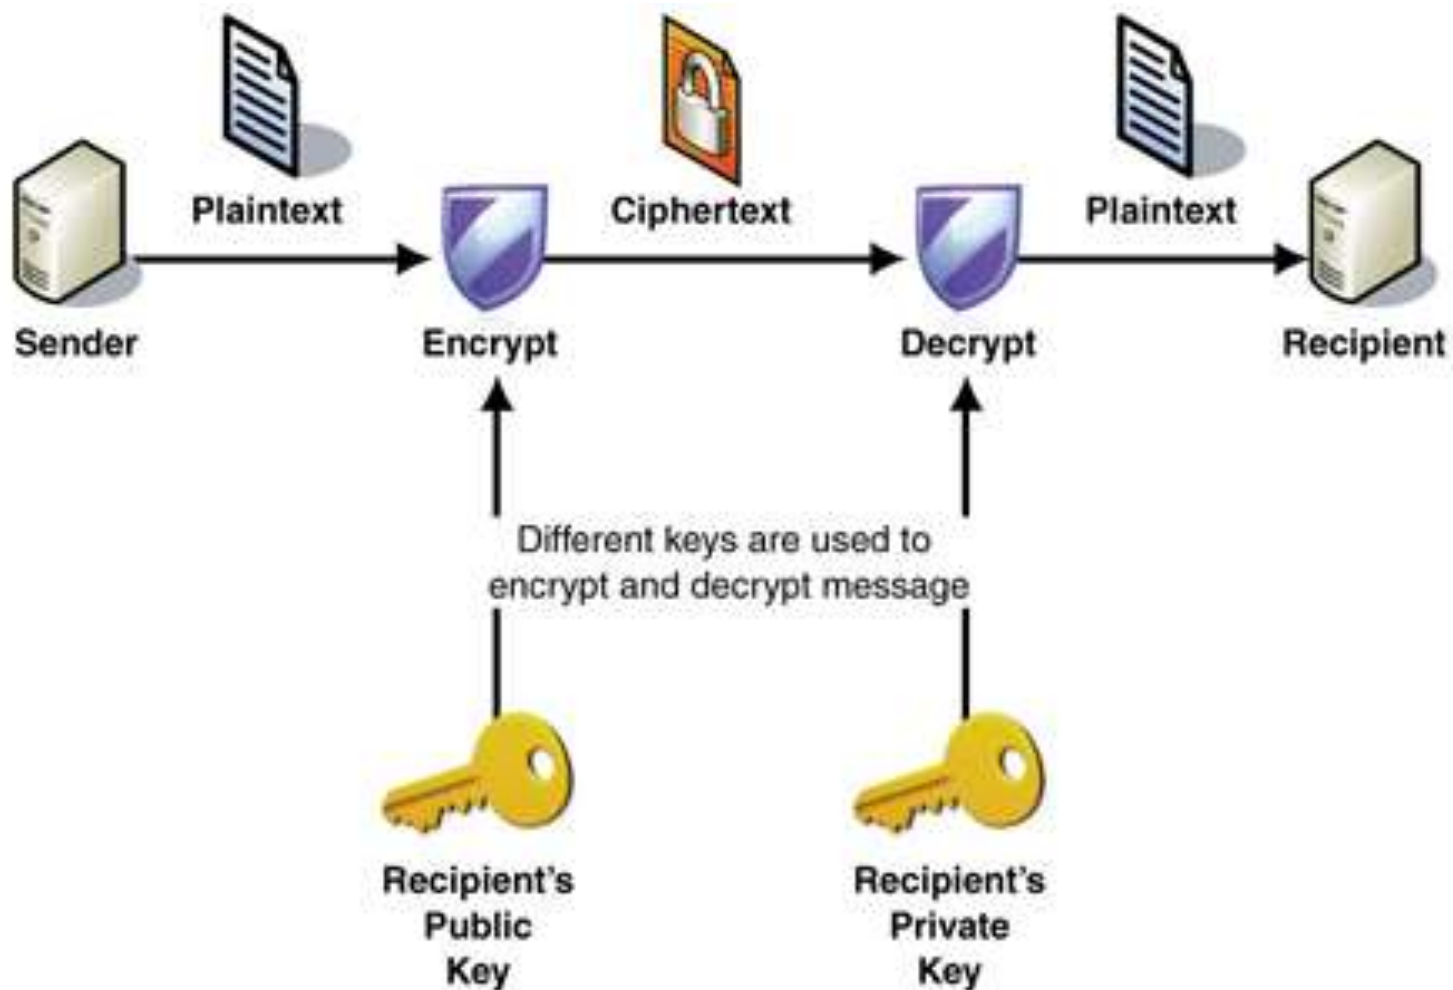 Plaintext
Ciphertext
Plaintext
Sender
Encrypt
Decrypt
Recipient
Different keys are used to
encrypt and decrypt message
Recipient's
Public
Key
Recipient's
Private
Key